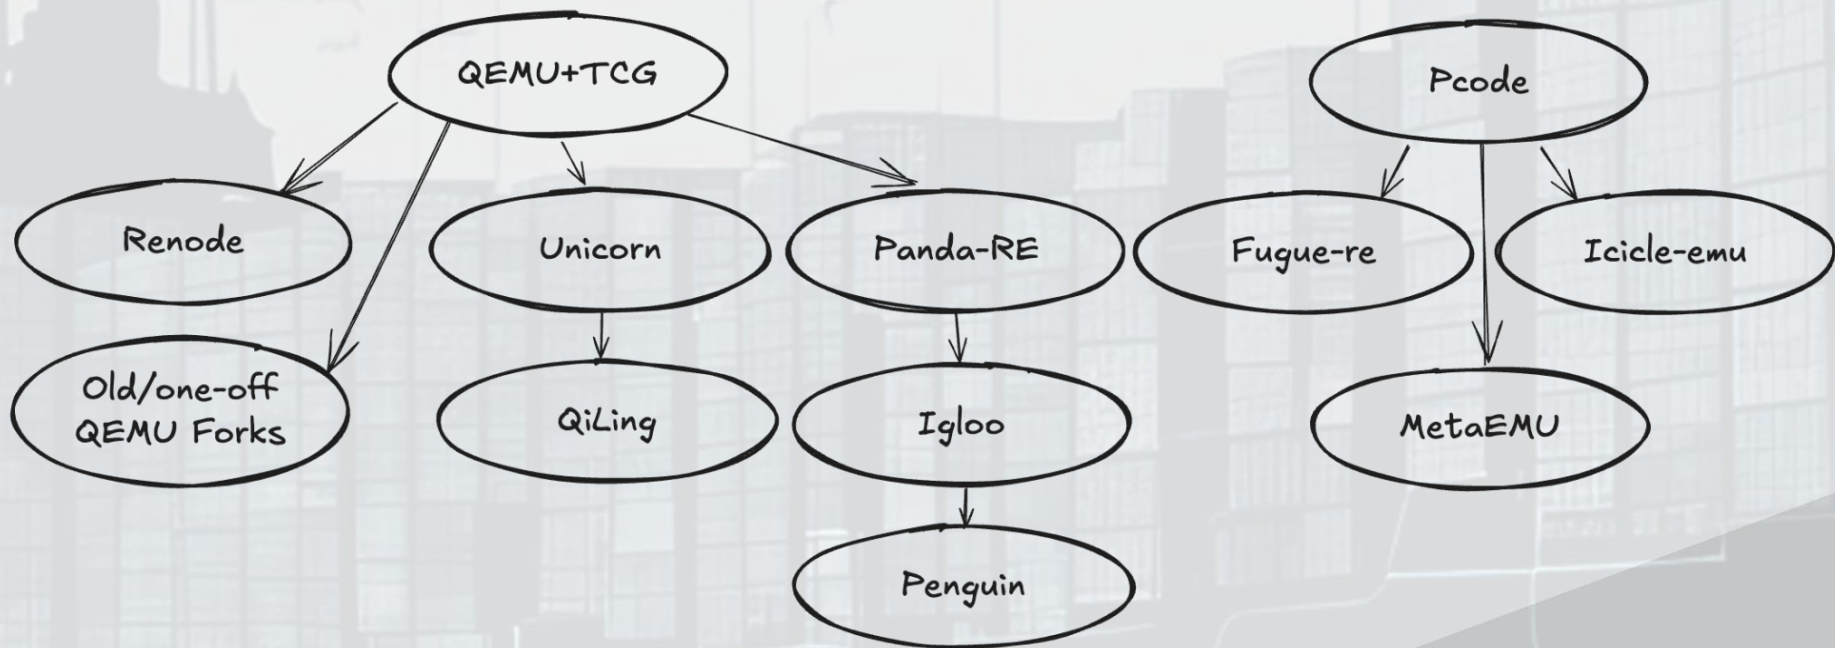 QEMU+TCG
Pcode
Renode
Unicorn
Panda-RE
Fugue-re
Icicle-emu
Old/one-off
QEMU Forks
QiLing
Igloo
MetaEMU
Penguin